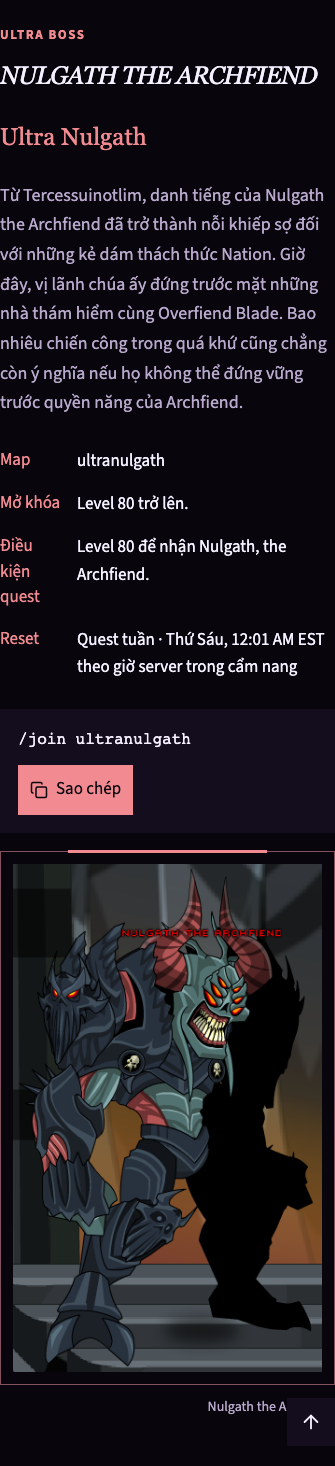 ULTRA BOSS
NULGATH THE ARCHFIEND
Ultra Nulgath
Từ Tercessuinotlim, danh tiếng của Nulgath
the Archfiend đã trở thành nỗi khiếp sợ đối
với những kẻ dám thách thức Nation. Giờ
đây, vị lãnh chúa ấy đứng trước mặt những
nhà thám hiểm cùng Overfiend Blade. Bao
nhiêu chiến công trong quá khứ cũng chẳng
còn ý nghĩa nếu họ không thể đứng vững
trước quyền năng của Archfiend.
Map ultranulgath
Mở khóa Level 80 trở lên.
Điều kiện quest Level 80 để nhận Nulgath, the
Archfiend.
Reset Quest tuần · Thứ Sáu, 12:01 AM EST
theo giờ server trong cẩm nang
/join ultranulgath
Sao chép
NULGATH THE ARCHFIEND
Nulgath the A